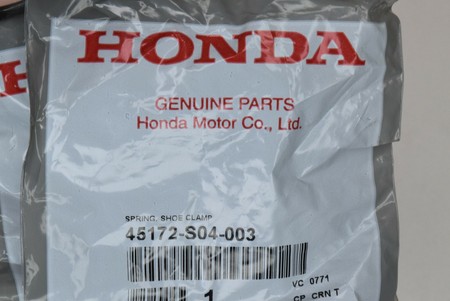 HONDA
GENUINE PARTS
Honda Motor Co., Ltd.
SPRING, SHOE CLAMP
45172-S04-003
VC 0771
1
CP CRN T